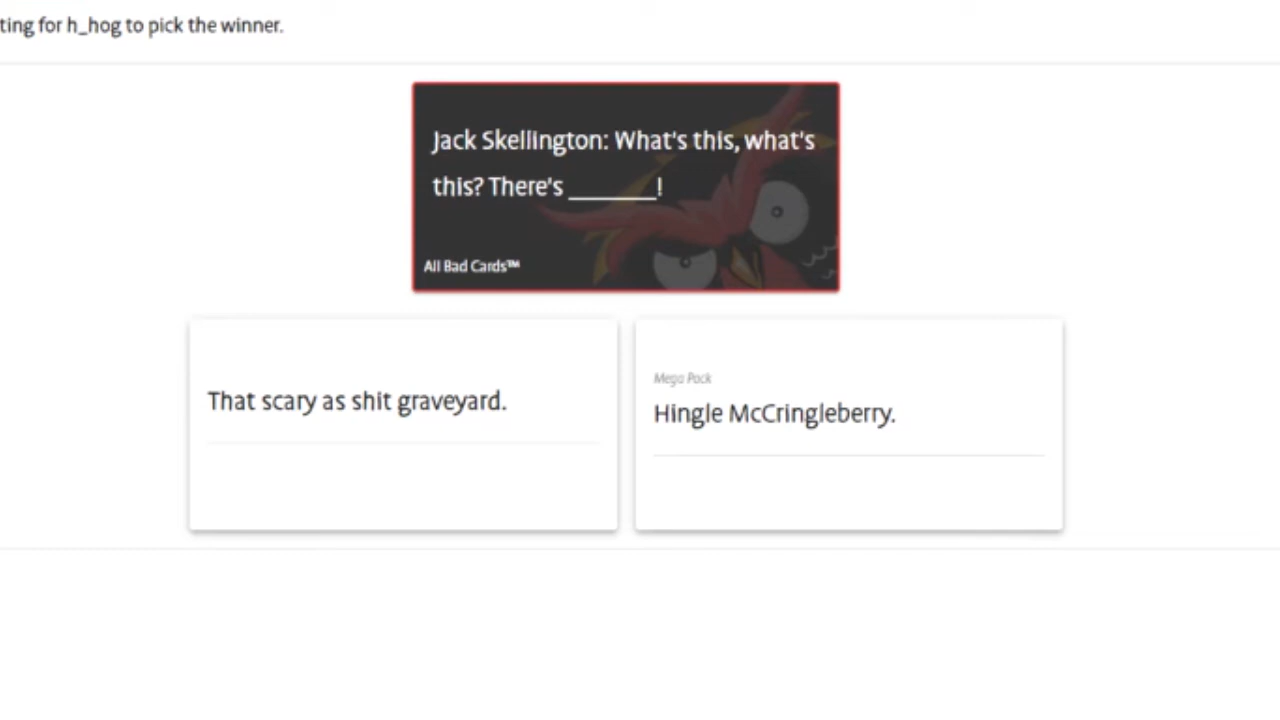 ting for h_hog to pick the winner.
Jack Skellington: What's this, what's
this? There's _______!
All Bad Cards™
That scary as shit graveyard.
Mega Pack
Hingle McCringleberry.